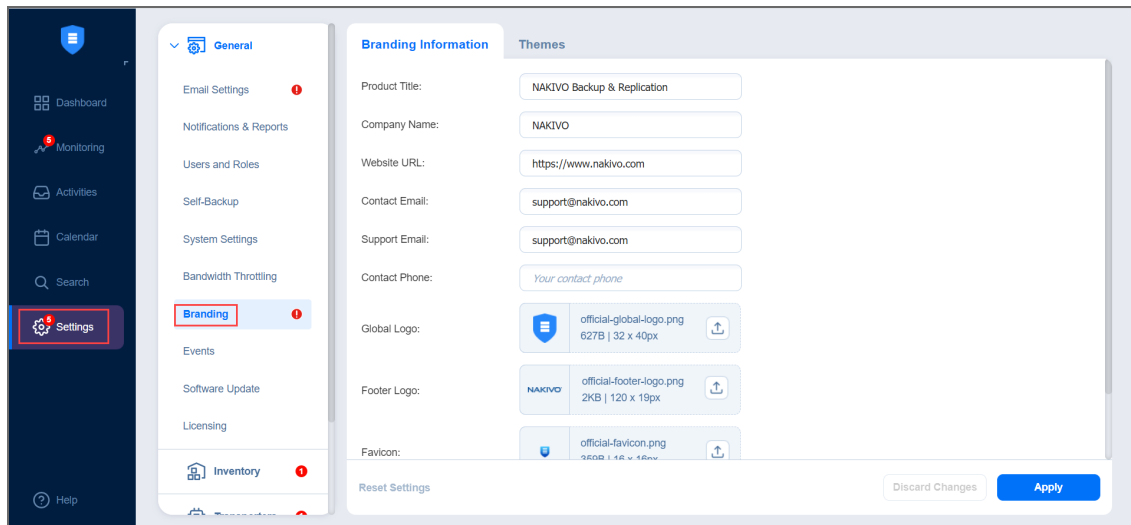 Dashboard
5
Monitoring
Activities
Calendar
Search
5
Settings
Help
General
Email Settings
Notifications & Reports
Users and Roles
Self-Backup
System Settings
Bandwidth Throttling
Branding
Events
Software Update
Licensing
Inventory 1
Transporters
Branding Information Themes
Product Title: NAKIVO Backup & Replication
Company Name: NAKIVO
Website URL: https://www.nakivo.com
Contact Email: support@nakivo.com
Support Email: support@nakivo.com
Contact Phone: Your contact phone
Global Logo:
official-global-logo.png
627B | 32 x 40px
Footer Logo:
NAKIVO
official-footer-logo.png
2KB | 120 x 19px
Favicon:
official-favicon.png
359B | 16 x 16px
Reset Settings Discard Changes Apply